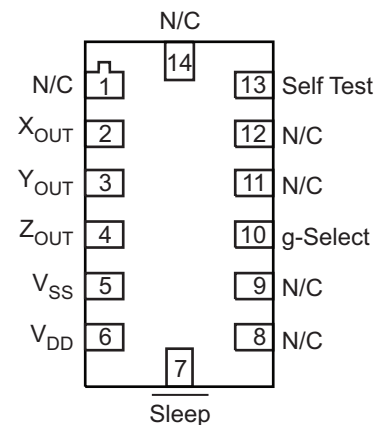 N/C
14
N/C 1 13 Self Test
XOUT 2 12 N/C
YOUT 3 11 N/C
ZOUT 4 10 g-Select
VSS 5 9 N/C
VDD 6 8 N/C
7
Sleep